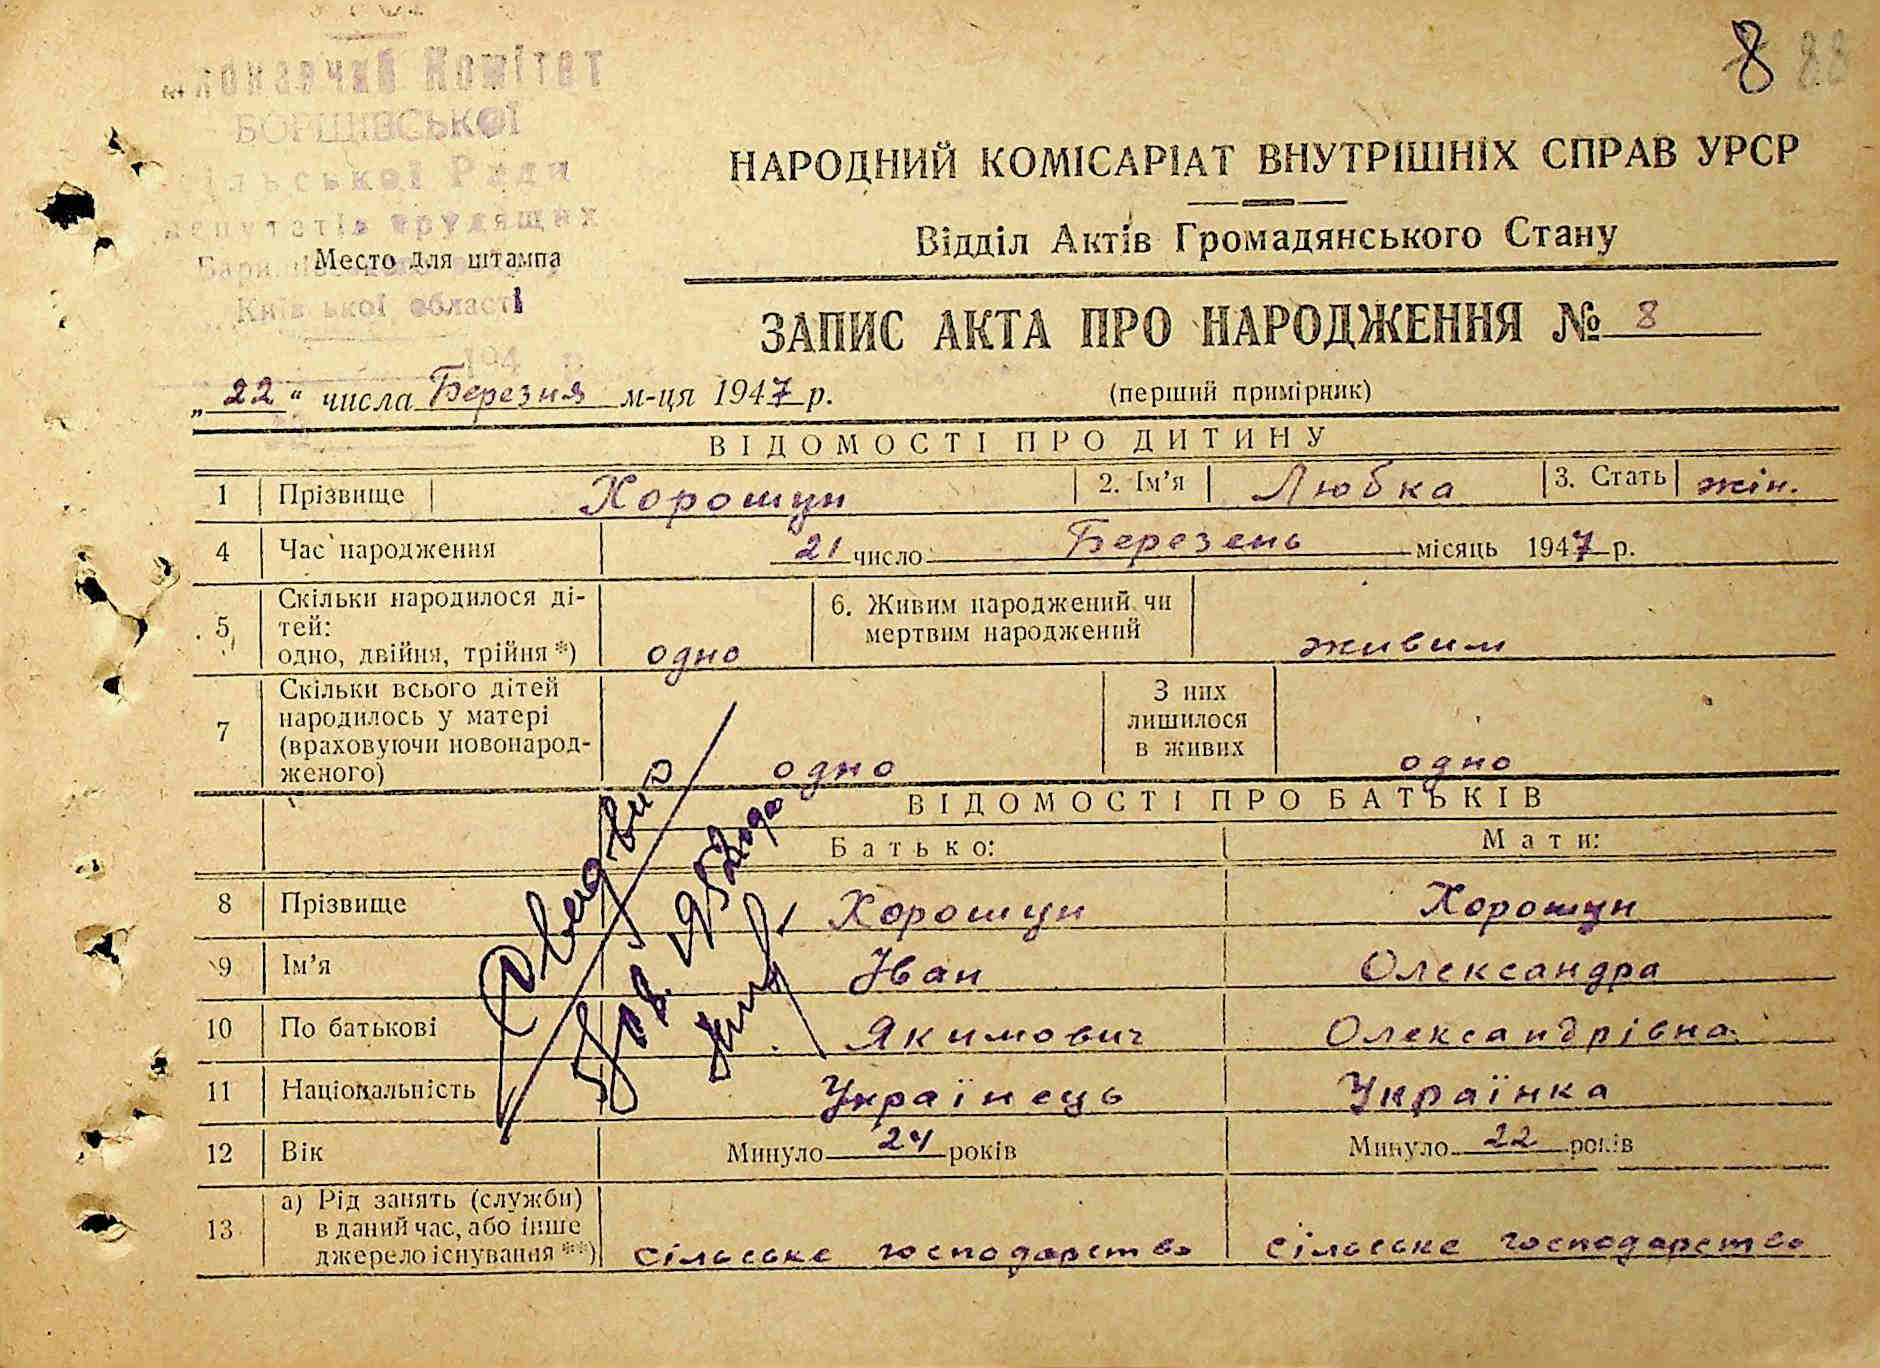 8 88
Комітет
БОРЩІВСЬКОЇ
Ради
депутатів трудящих
Место для штампа
Київської області
194 р.
НАРОДНИЙ КОМІСАРІАТ ВНУТРІШНІХ СПРАВ УРСР
Відділ Актів Громадянського Стану
ЗАПИС АКТА ПРО НАРОДЖЕННЯ № 8
„22“ числа Березня м-ця 1947 р. (перший примірник)
ВІДОМОСТІ ПРО ДИТИНУ
1 Прізвище Хорошун 2. Ім’я Любка 3. Стать жін.
4 Час народження 21 число Березень місяць 1947 р.
5 Скільки народилося ді-
тей:
одно, двійня, трійня *) одно 6. Живим народжений чи
мертвим народжений живим
7 Скільки всього дітей
народилось у матері
(враховуючи новонарод-
женого) одно З них
лишилося
в живих одно
ВІДОМОСТІ ПРО БАТЬКІВ
Батько: Мати:
8 Прізвище Хорошун Хорошун
9 Ім’я Іван Олександра
10 По батькові Якимович Олександрівна
11 Національність Українець Українка
12 Вік Минуло 24 років Минуло 22 років
13 а) Рід занять (служби)
в даний час, або інше
джерело існування **) сільське господарство сільське господарство